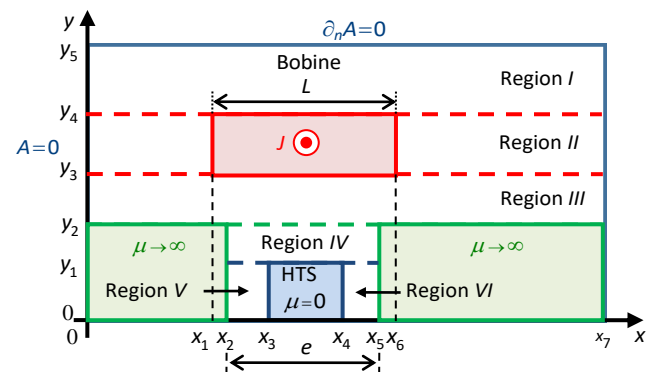 y
y₅
∂ₙA=0
Bobine
L
Region I
y₄
A=0
J
Region II
y₃
Region III
y₂
μ→∞
Region IV
μ→∞
y₁
HTS
Region V
μ=0
Region VI
0
0
x₁
x₂
x₃
x₄
x₅
x₆
x₇
x
e